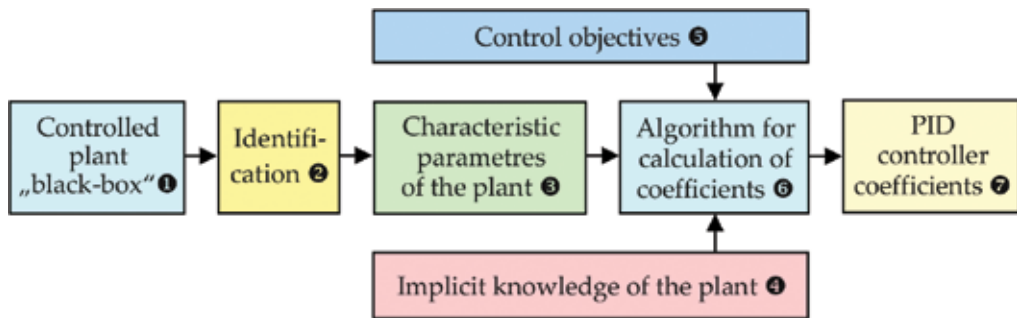 Control objectives ❺
Controlled
plant
„black-box“❶
Identifi-
cation ❷
Characteristic
parametres
of the plant ❸
Algorithm for
calculation of
coefficients ❻
PID
controller
coefficients ❼
Implicit knowledge of the plant ❹